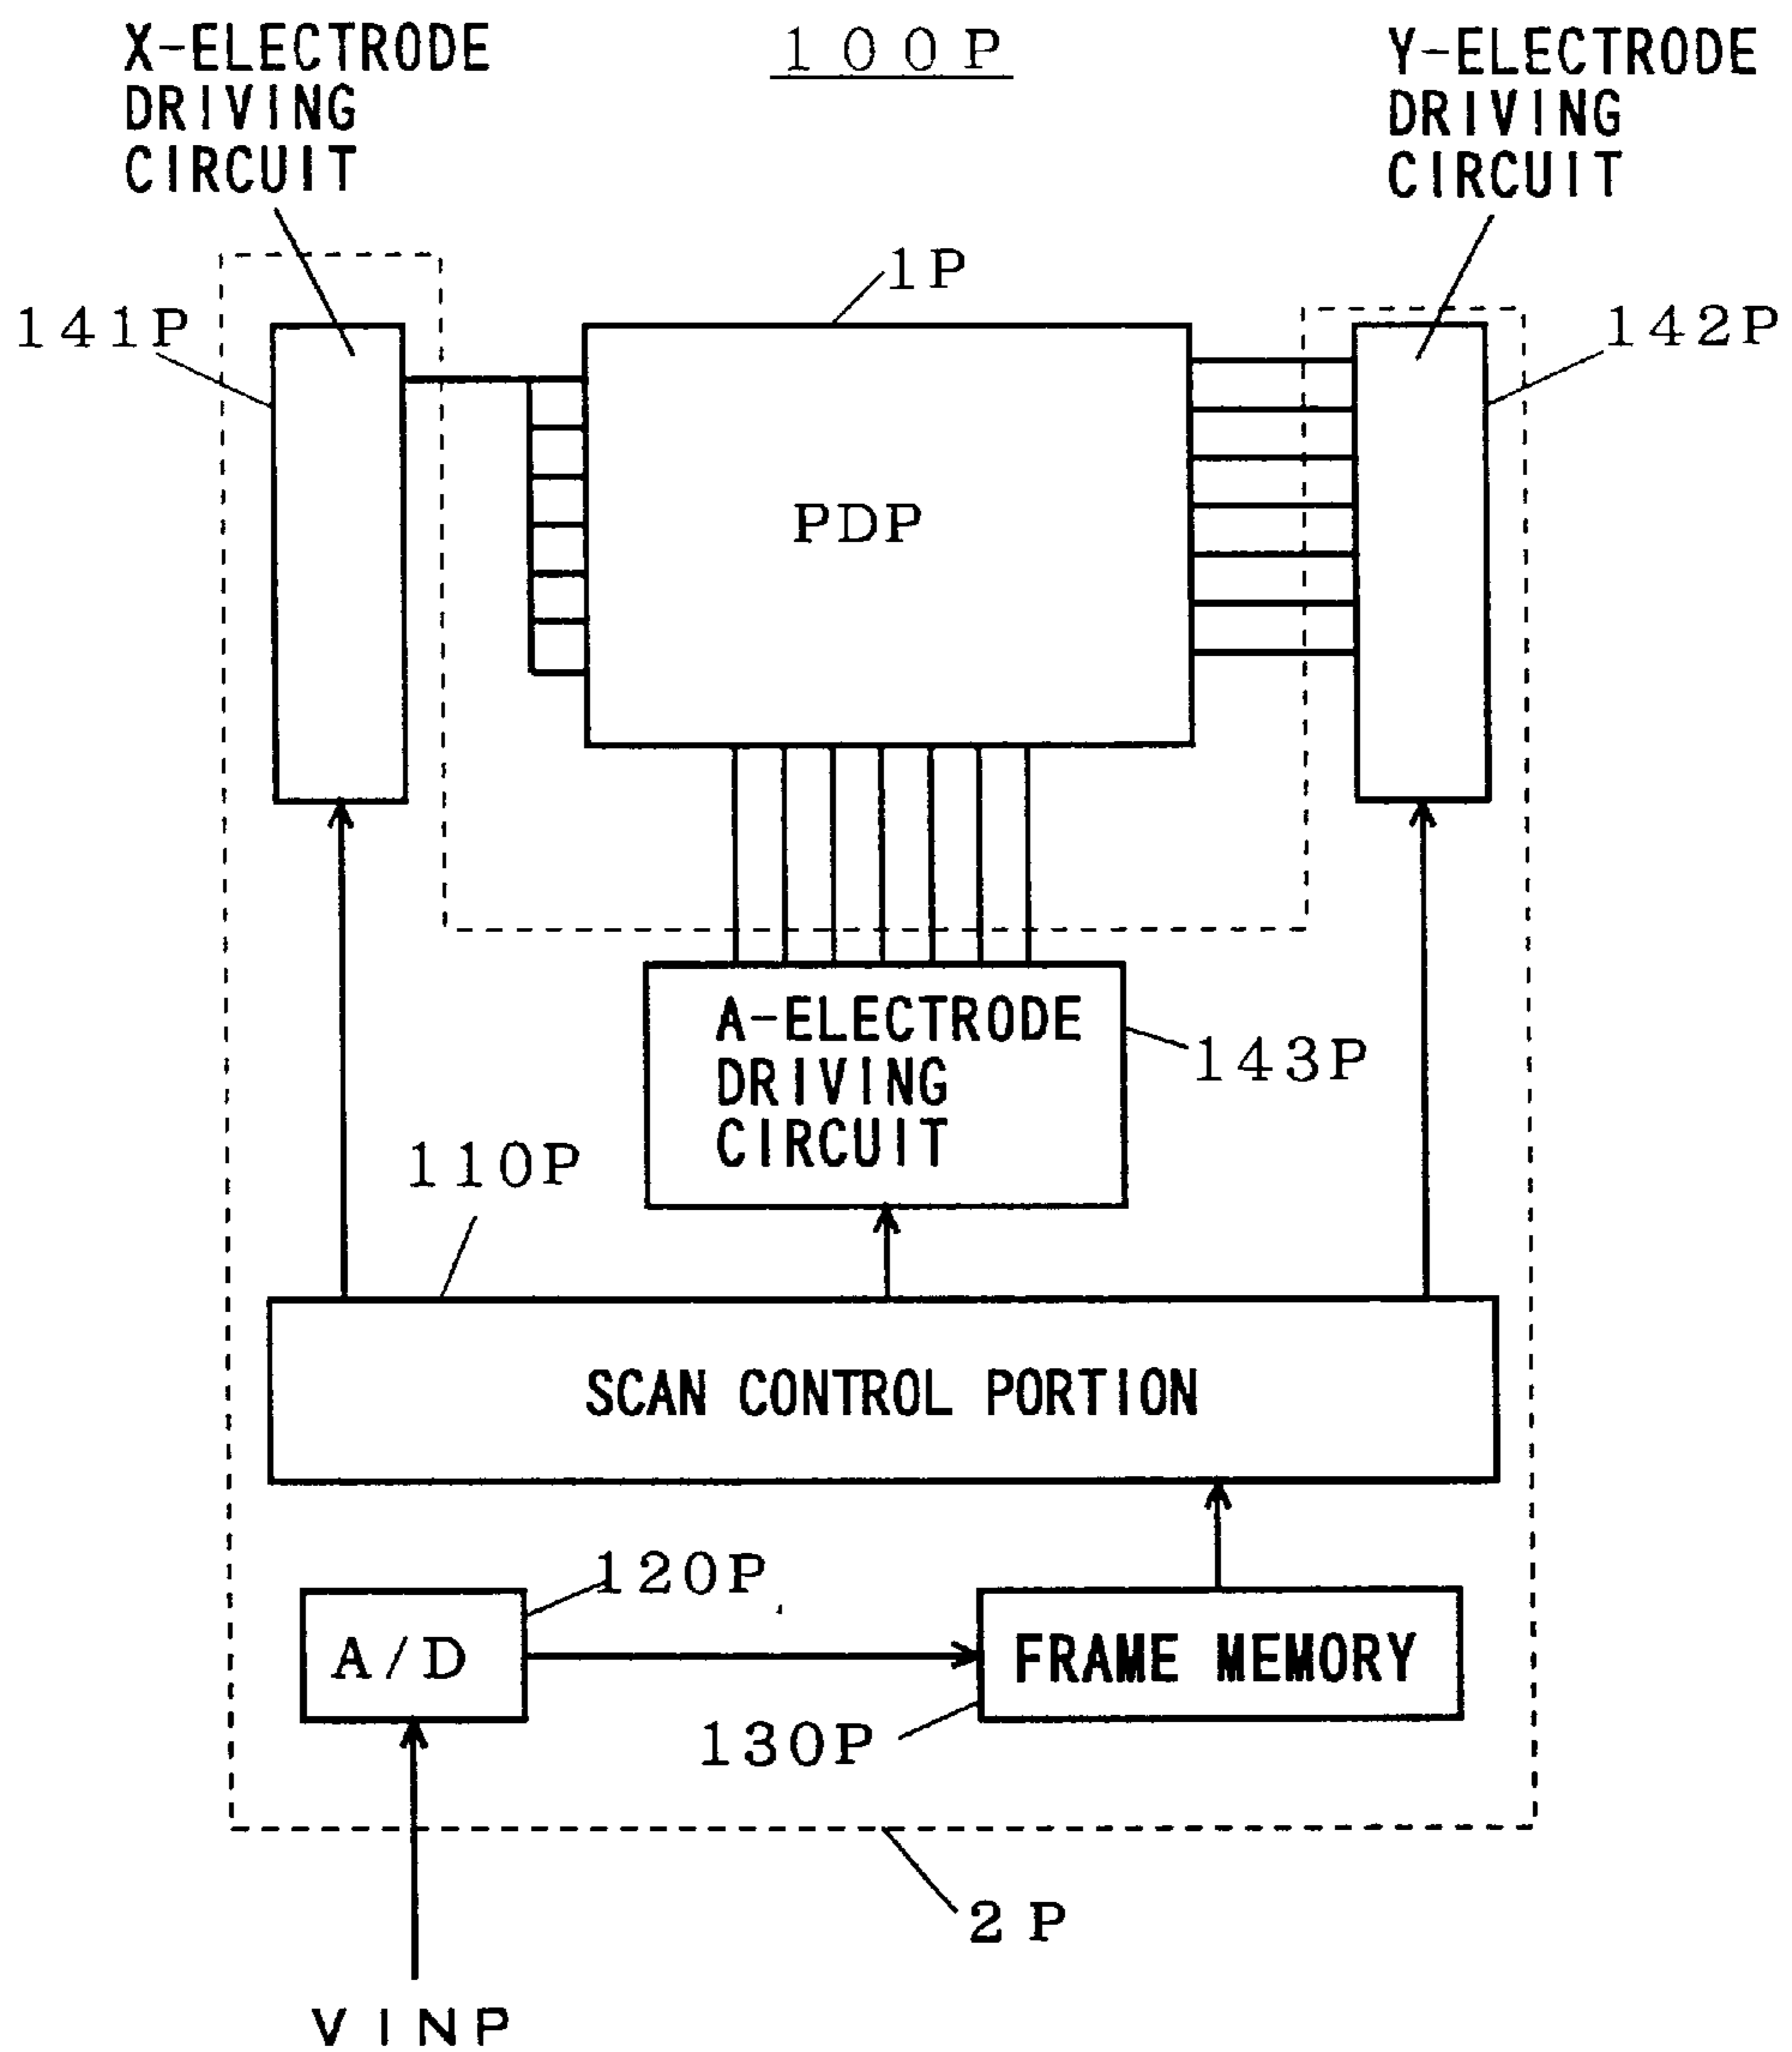 X-ELECTRODE
DRIVING
CIRCUIT
100P
Y-ELECTRODE
DRIVING
CIRCUIT
1P
141P
142P
PDP
A-ELECTRODE
DRIVING
CIRCUIT
143P
110P
SCAN CONTROL PORTION
120P
A/D
FRAME MEMORY
130P
2P
VINP